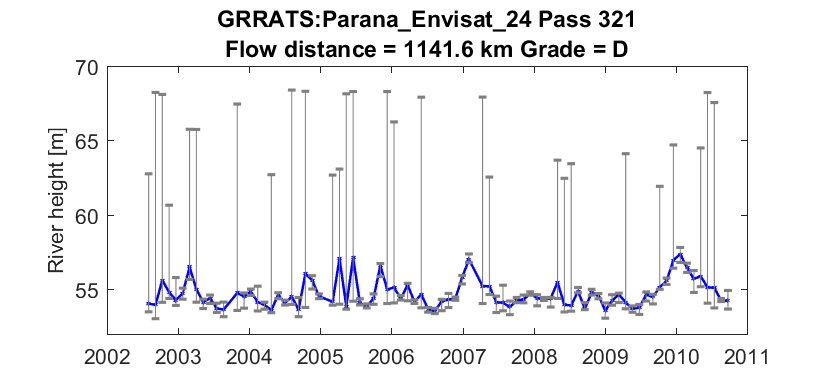 GRRATS:Parana_Envisat_24 Pass 321
Flow distance = 1141.6 km Grade = D
River height [m]
70
65
60
55
2002 2003 2004 2005 2006 2007 2008 2009 2010 2011